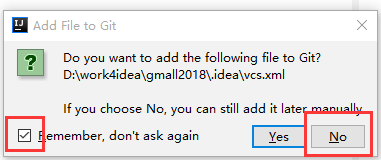 Add File to Git
Do you want to add the following file to Git?
D:\work4idea\gmall2018\.idea\vcs.xml
If you choose No, you can still add it later manually.
Remember, don't ask again
Yes
No